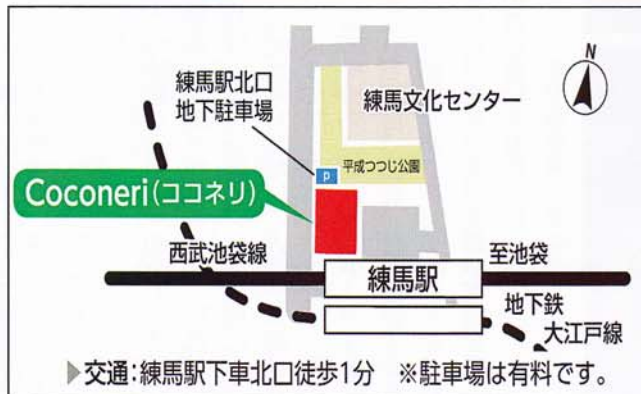 N
練馬駅北口
地下駐車場
練馬文化センター
P
平成つつじ公園
Coconeri(ココネリ)
西武池袋線
練馬駅
至池袋
地下鉄
大江戸線
▶交通:練馬駅下車北口徒歩1分 ※駐車場は有料です。